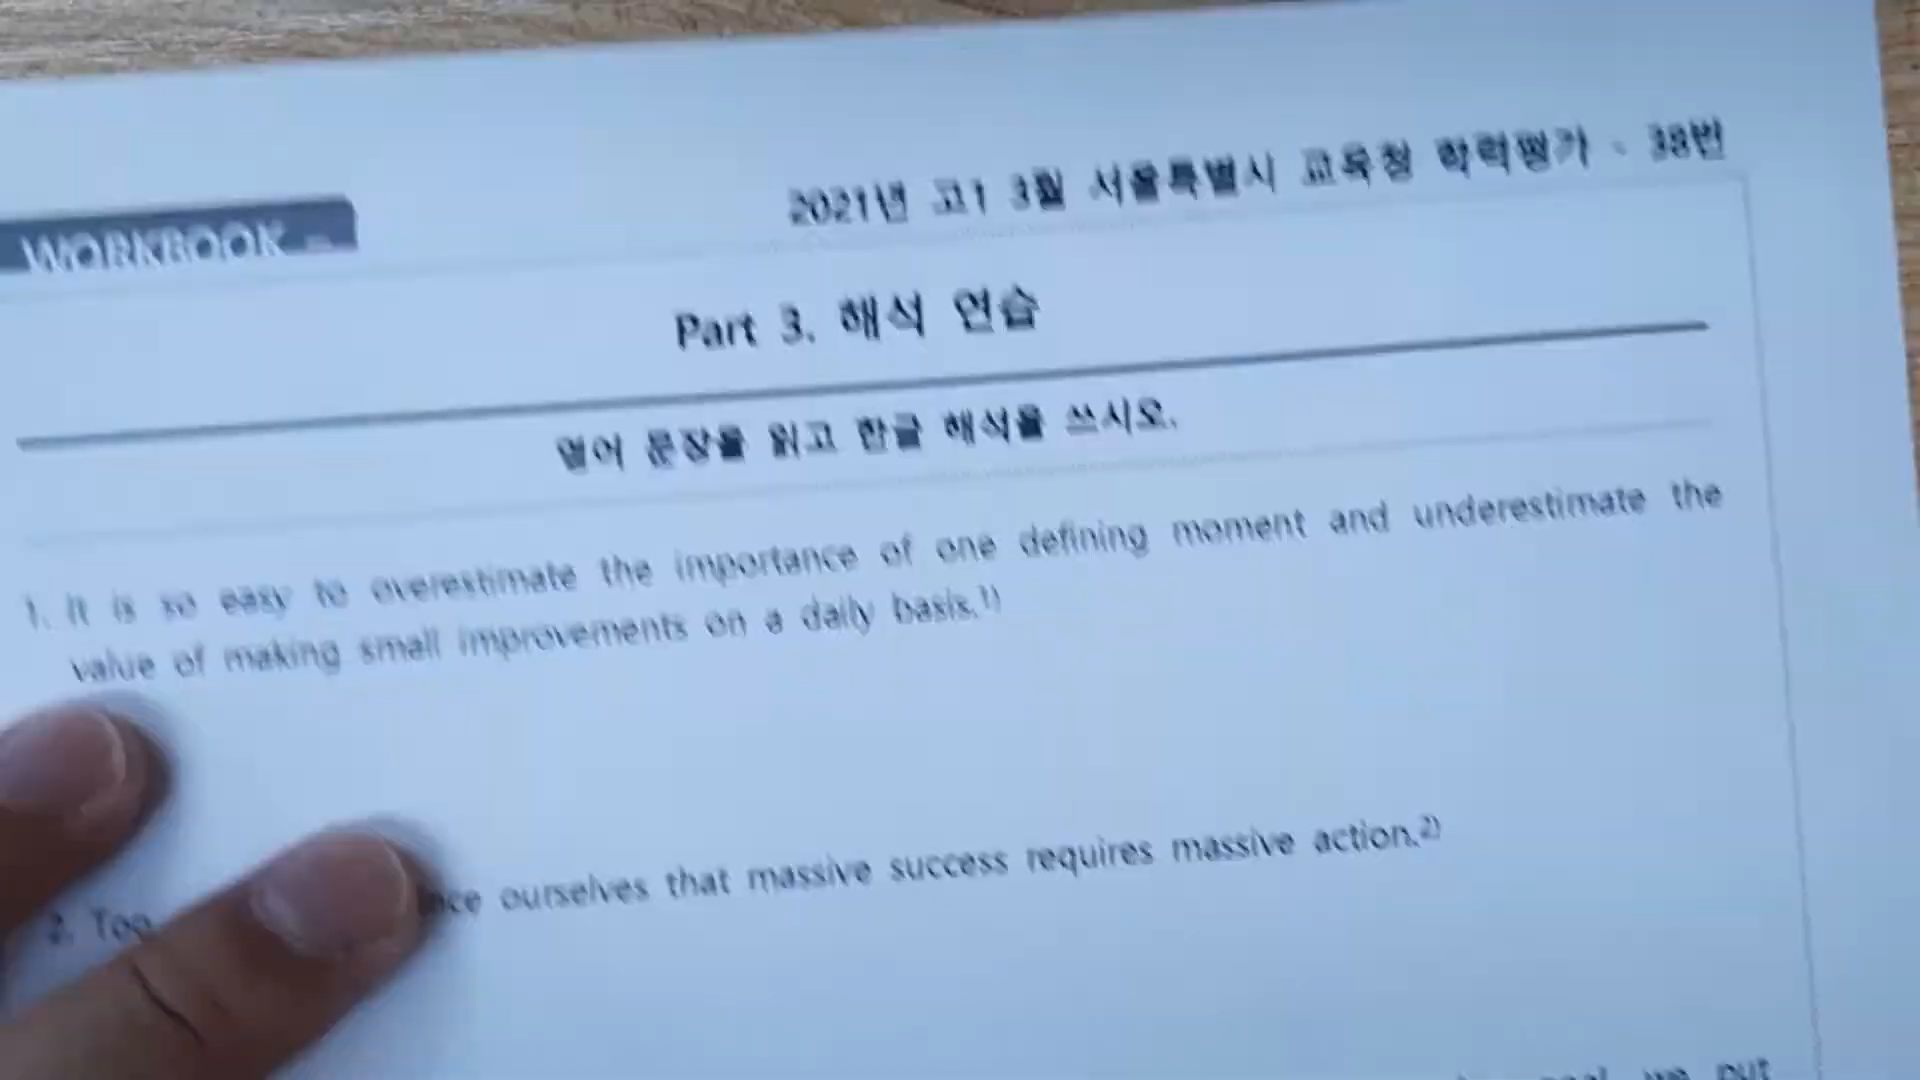 2021년 고1 3월 서울특별시 교육청 학력평가 - 38번
WORKBOOK
Part 3. 해석 연습
영어 문장을 읽고 한글 해석을 쓰시오.
1. It is so easy to overestimate the importance of one defining moment and underestimate the
value of making small improvements on a daily basis.1)
2. Too ourselves that massive success requires massive action.2)
we put